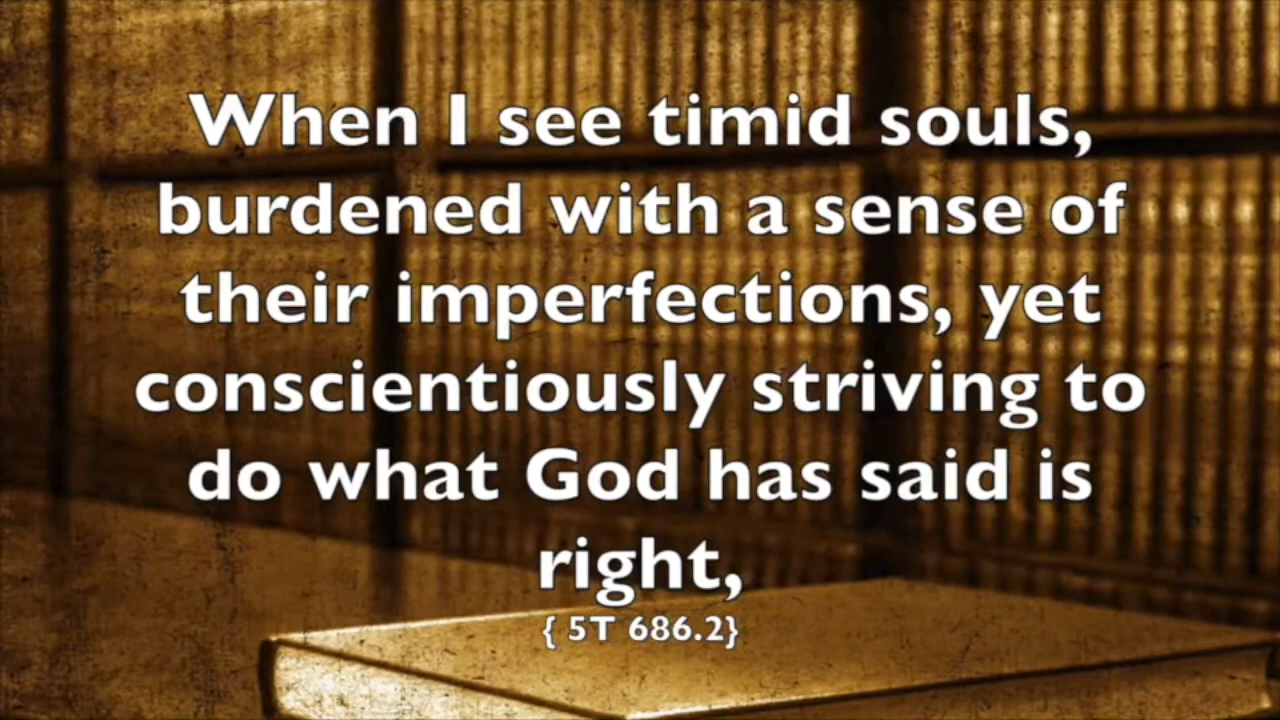 When I see timid souls,
burdened with a sense of
their imperfections, yet
conscientiously striving to
do what God has said is
right,
{ 5T 686.2}